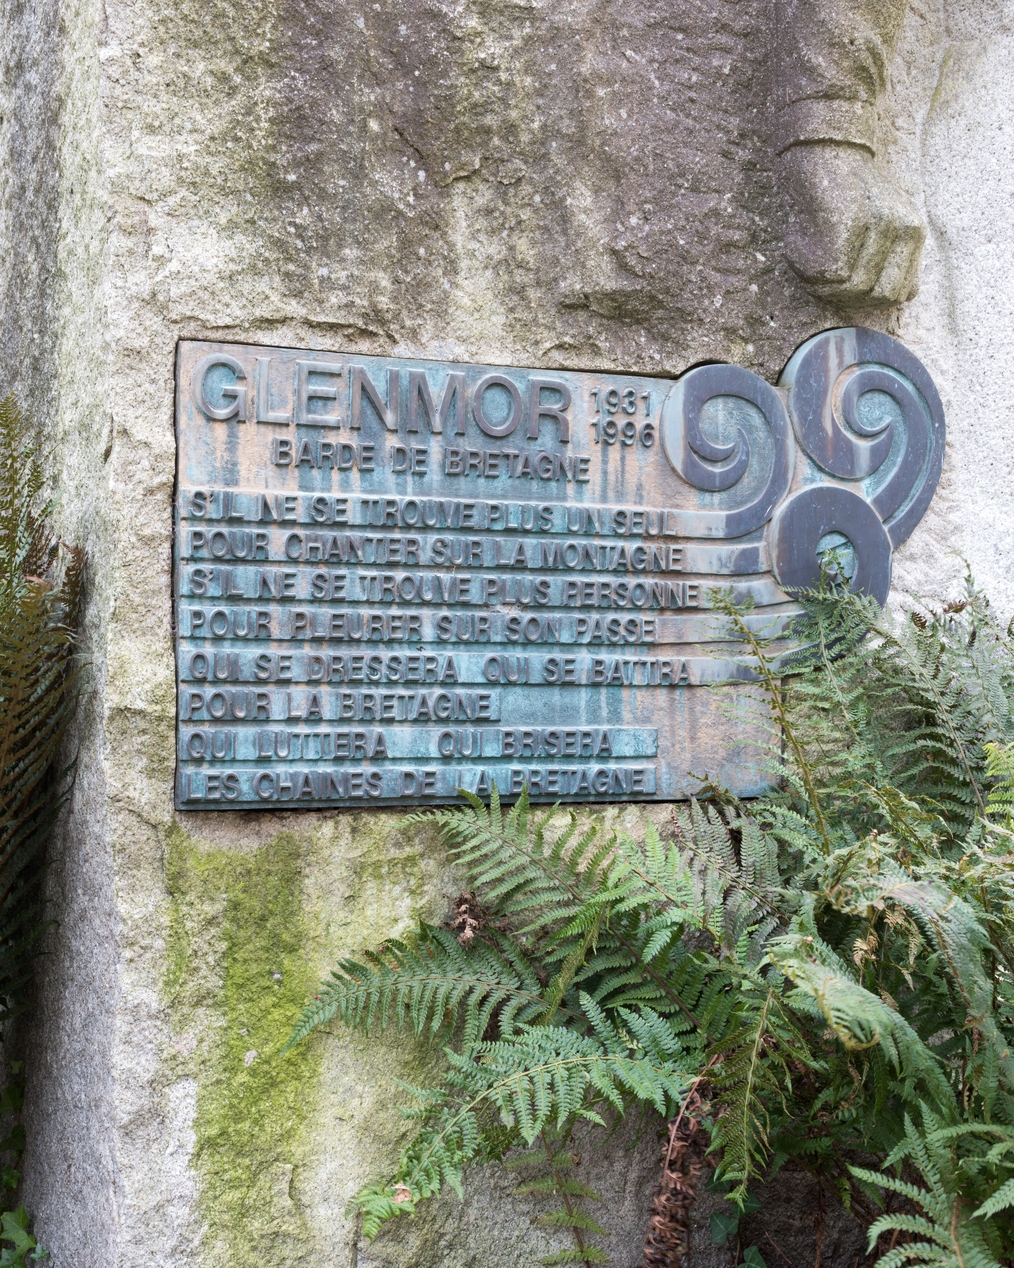 GLENMOR 1931
1996
BARDE DE BRETAGNE
S'IL NE SE TROUVE PLUS UN SEUL
POUR CHANTER SUR LA MONTAGNE
S'IL NE SE TROUVE PLUS PERSONNE
POUR PLEURER SUR SON PASSE
QUI SE DRESSERA QUI SE BATTRA
POUR LA BRETAGNE
QUI LUTTERA QUI BRISERA
LES CHAINES DE LA BRETAGNE